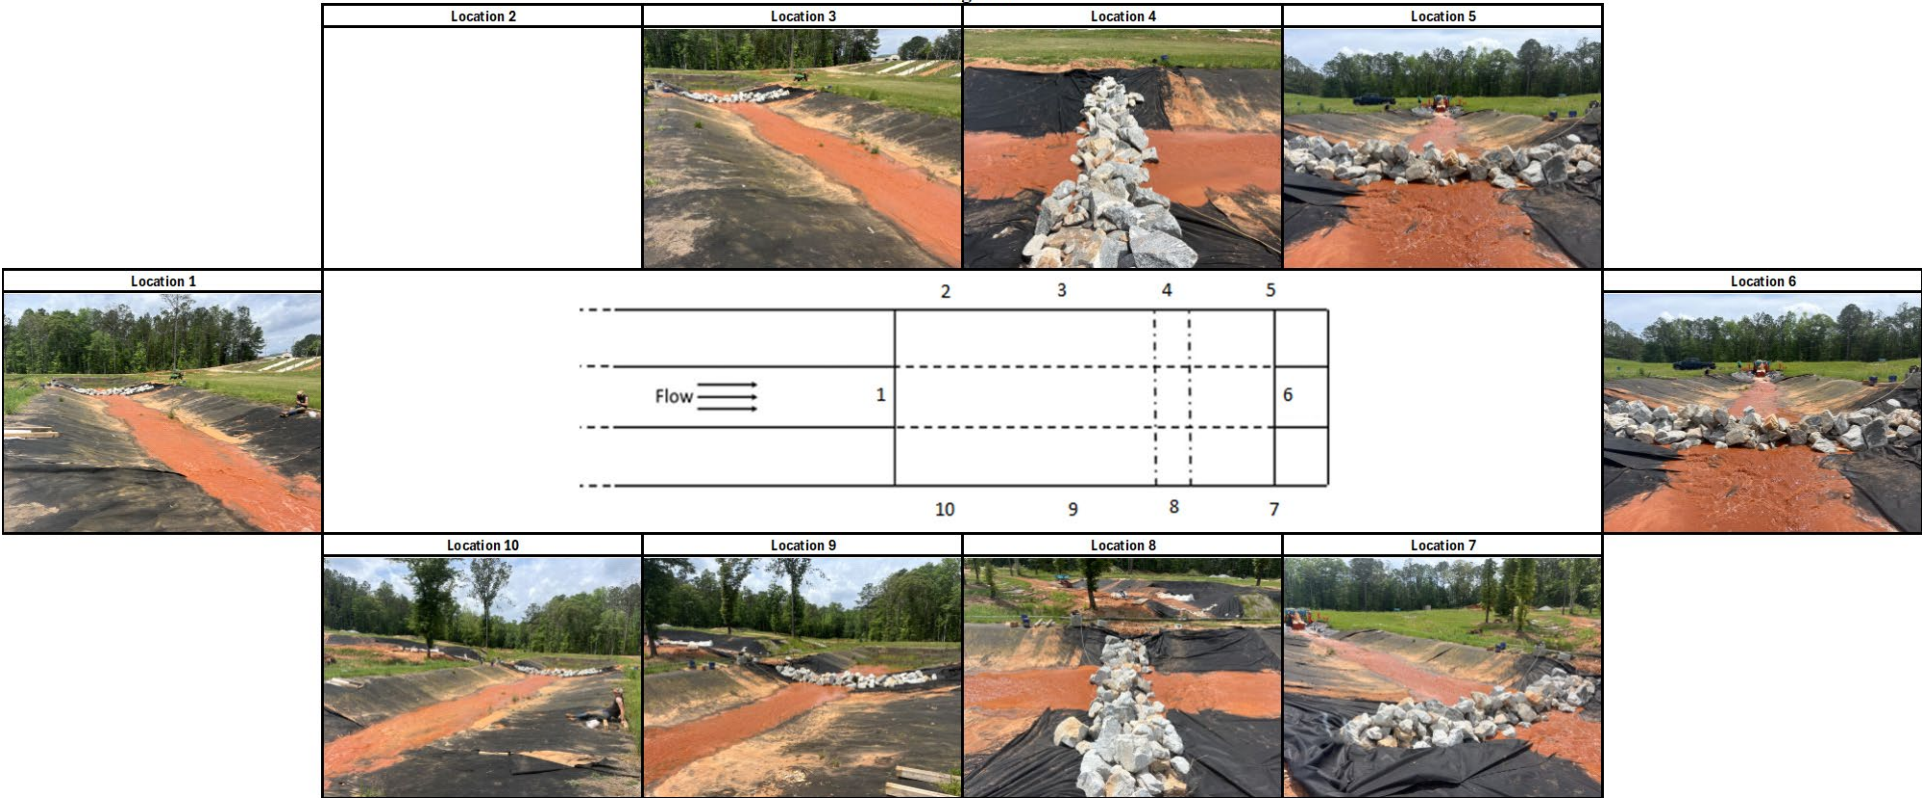 Location 2
Location 3
Location 4
Location 5
Location 1
2
3
4
5
Location 6
Flow
1
6
10
9
8
7
Location 10
Location 9
Location 8
Location 7